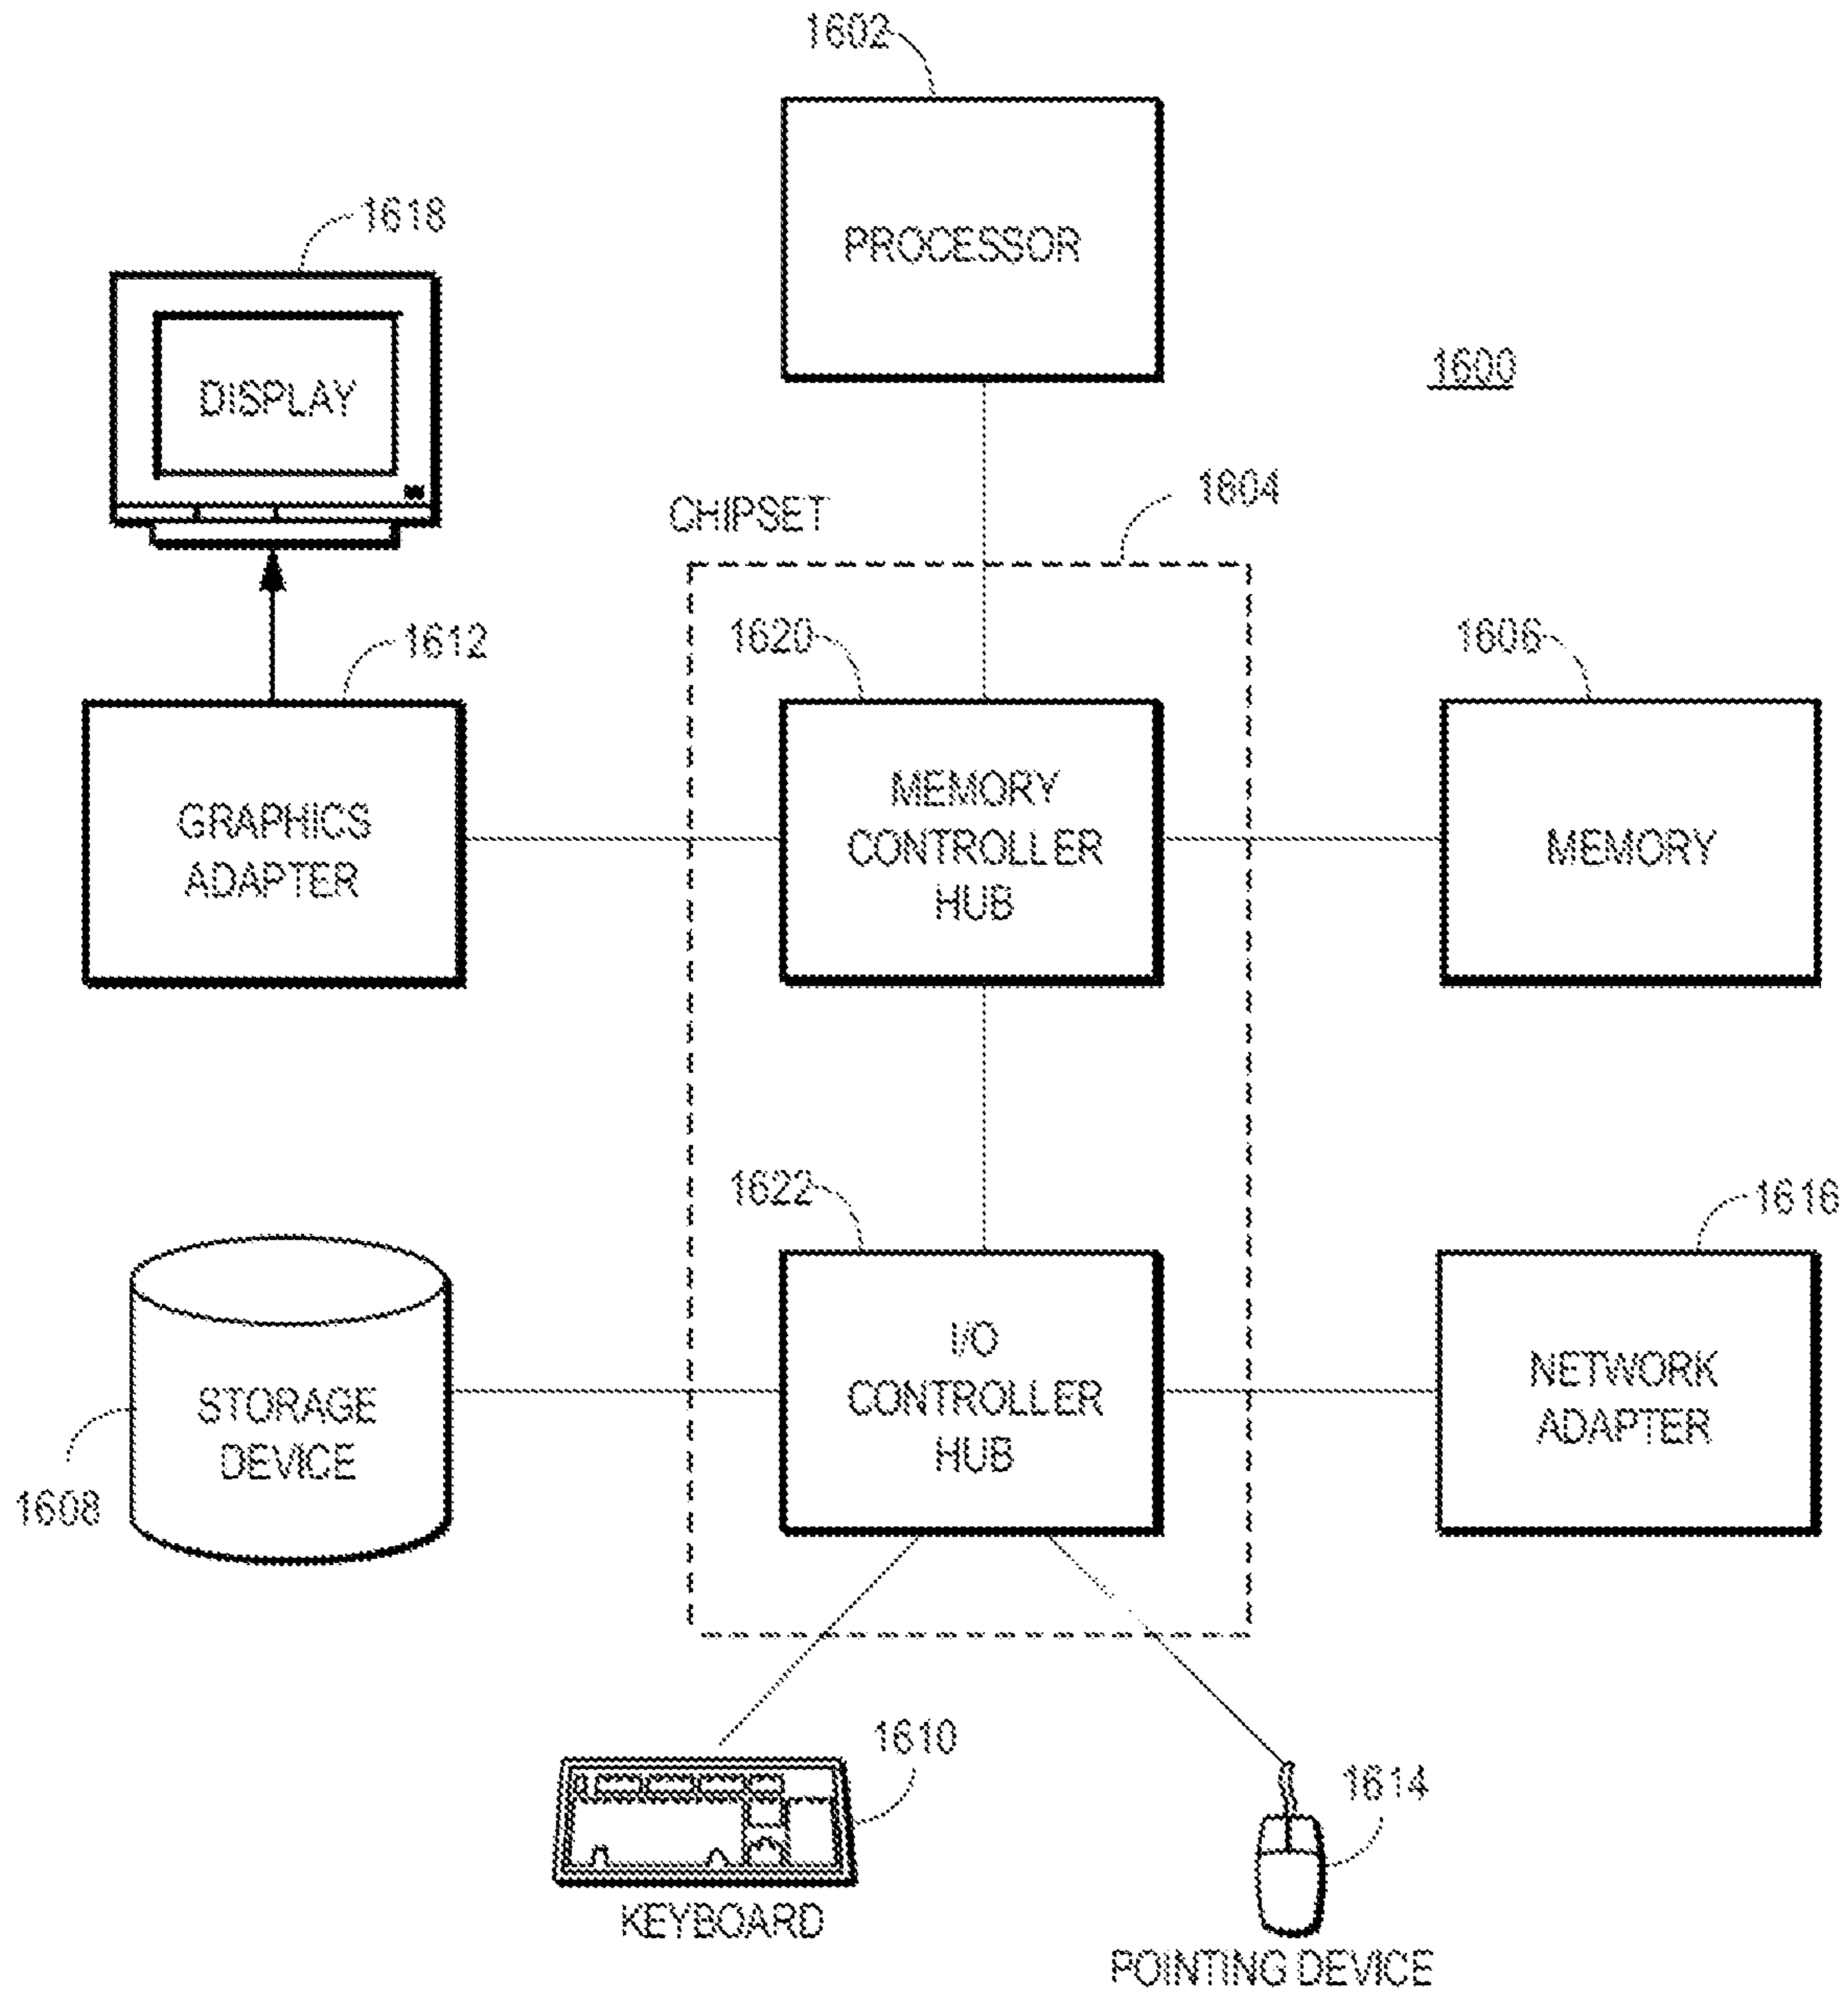 1602
PROCESSOR
1618
DISPLAY
1600
CHIPSET
1604
1612
GRAPHICS
ADAPTER
1620
MEMORY
CONTROLLER
HUB
1606
MEMORY
1608
STORAGE
DEVICE
1622
I/O
CONTROLLER
HUB
1616
NETWORK
ADAPTER
1610
KEYBOARD
1614
POINTING DEVICE